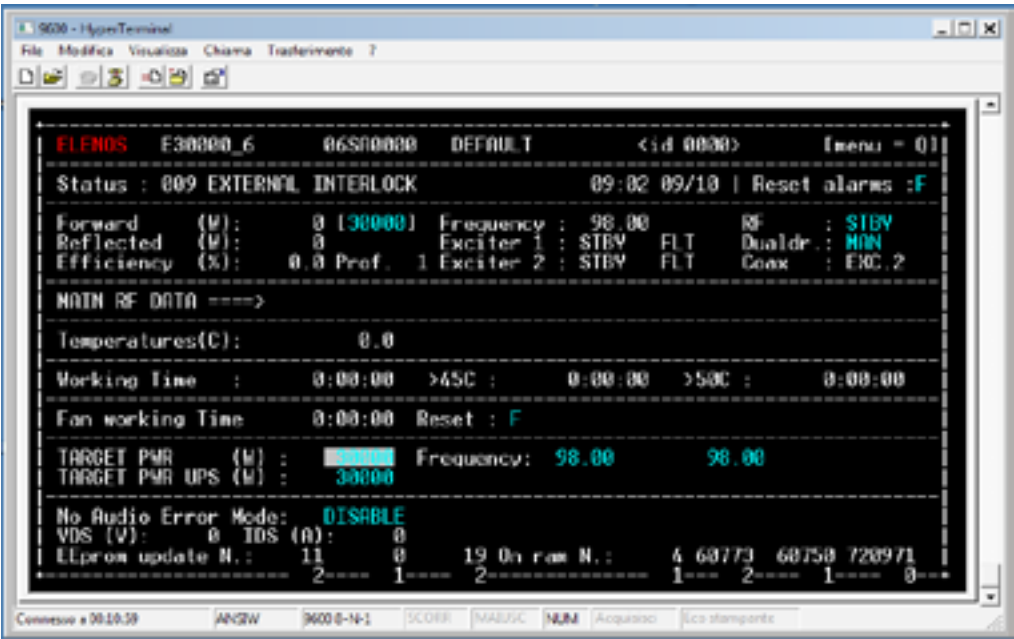 9600 - HyperTerminal
File Modifica Visualizza Chiama Trasferimento ?
ELENOS E30000_6 06SA0000 DEFAULT <id 0000> [menu = Q]
Status : 009 EXTERNAL INTERLOCK 09:02 09/10 | Reset alarms :F
Forward (W): 0 [30000] Frequency : 98.00 RF : STBY
Reflected (W): 0 Exciter 1 : STBY FLT Dualdr.: MAN
Efficiency (%): 0.0 Prof. 1 Exciter 2 : STBY FLT Coax : EXC.2
MAIN RF DATA ====>
Temperatures(C): 0.0
Working Time : 0:00:00 >45C : 0:00:00 >50C : 0:00:00
Fan working Time 0:00:00 Reset : F
TARGET PWR (W) : 30000 Frequency: 98.00 98.00
TARGET PWR UPS (W) : 30000
No Audio Error Mode: DISABLE
VDS (V): 0 IDS (A): 0
EEprom update N.: 11 0 19 On ram N.: 4 60773 60750 720971
2---- 1---- 2---------------- 1---- 2---- 1---- 0---
Connesso a 00:10:59 ANSIW 9600 8-N-1 SCORR MAIUSC NUM Acquisisci Eco stampante